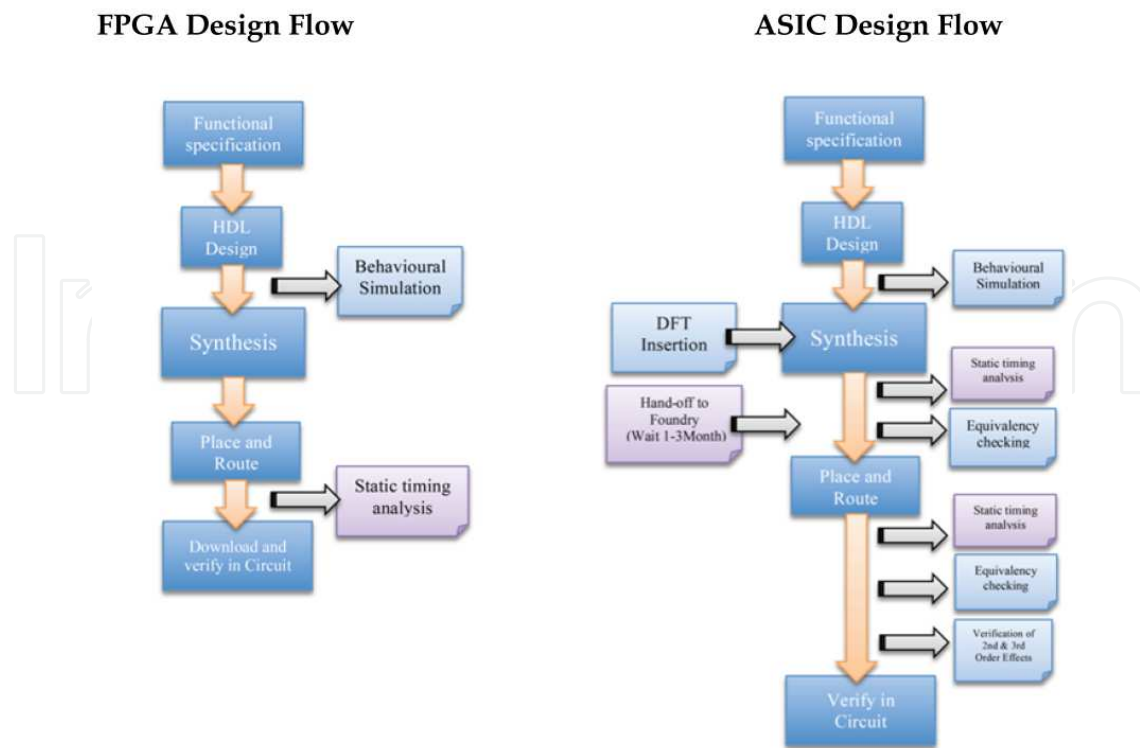 FPGA Design Flow
Functional
specification
HDL
Design
Behavioural
Simulation
Synthesis
Place and
Route
Static timing
analysis
Download and
verify in Circuit
ASIC Design Flow
Functional
specification
HDL
Design
Behavioural
Simulation
DFT
Insertion
Synthesis
Static timing
analysis
Hand-off to
Foundry
(Wait 1-3Month)
Equivalency
checking
Place and
Route
Static timing
analysis
Equivalency
checking
Verification of
2nd & 3rd
Order Effects
Verify in
Circuit